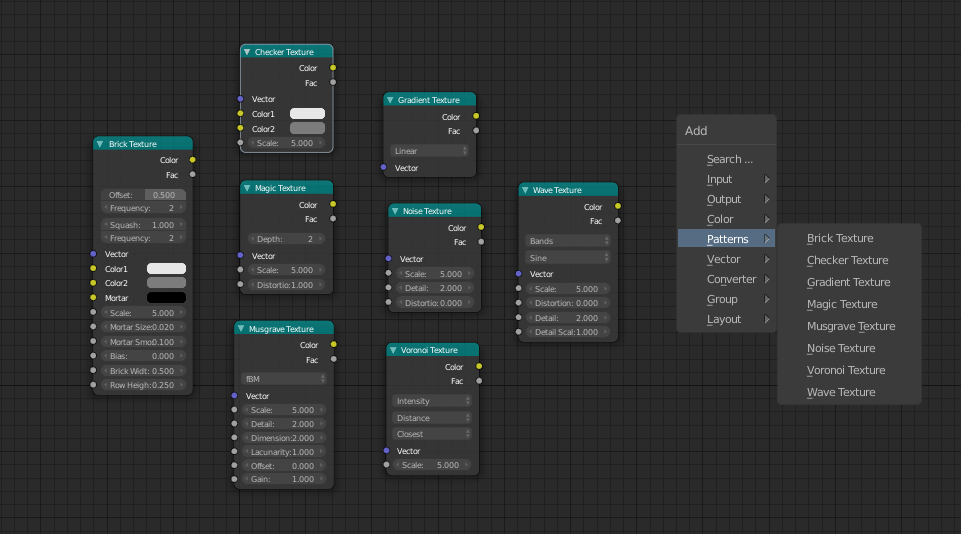 Checker Texture
Color
Fac
Vector
Color1
Color2
Scale: 5.000
Gradient Texture
Color
Fac
Linear
Vector
Brick Texture
Color
Fac
Offset: 0.500
Frequency: 2
Squash: 1.000
Frequency: 2
Vector
Color1
Color2
Mortar
Scale: 5.000
Mortar Size:0.020
Mortar Smo:0.100
Bias: 0.000
Brick Widt: 0.500
Row Heigh:0.250
Magic Texture
Color
Fac
Depth: 2
Vector
Scale: 5.000
Distortio:1.000
Noise Texture
Color
Fac
Vector
Scale: 5.000
Detail: 2.000
Distortio: 0.000
Wave Texture
Color
Fac
Bands
Sine
Vector
Scale: 5.000
Distortion: 0.000
Detail: 2.000
Detail Scal:1.000
Musgrave Texture
Color
Fac
fBM
Vector
Scale: 5.000
Detail: 2.000
Dimension:2.000
Lacunarity:1.000
Offset: 0.000
Gain: 1.000
Voronoi Texture
Color
Fac
Intensity
Distance
Closest
Vector
Scale: 5.000
Add
Search ...
Input
Output
Color
Patterns
Vector
Converter
Group
Layout
Brick Texture
Checker Texture
Gradient Texture
Magic Texture
Musgrave Texture
Noise Texture
Voronoi Texture
Wave Texture